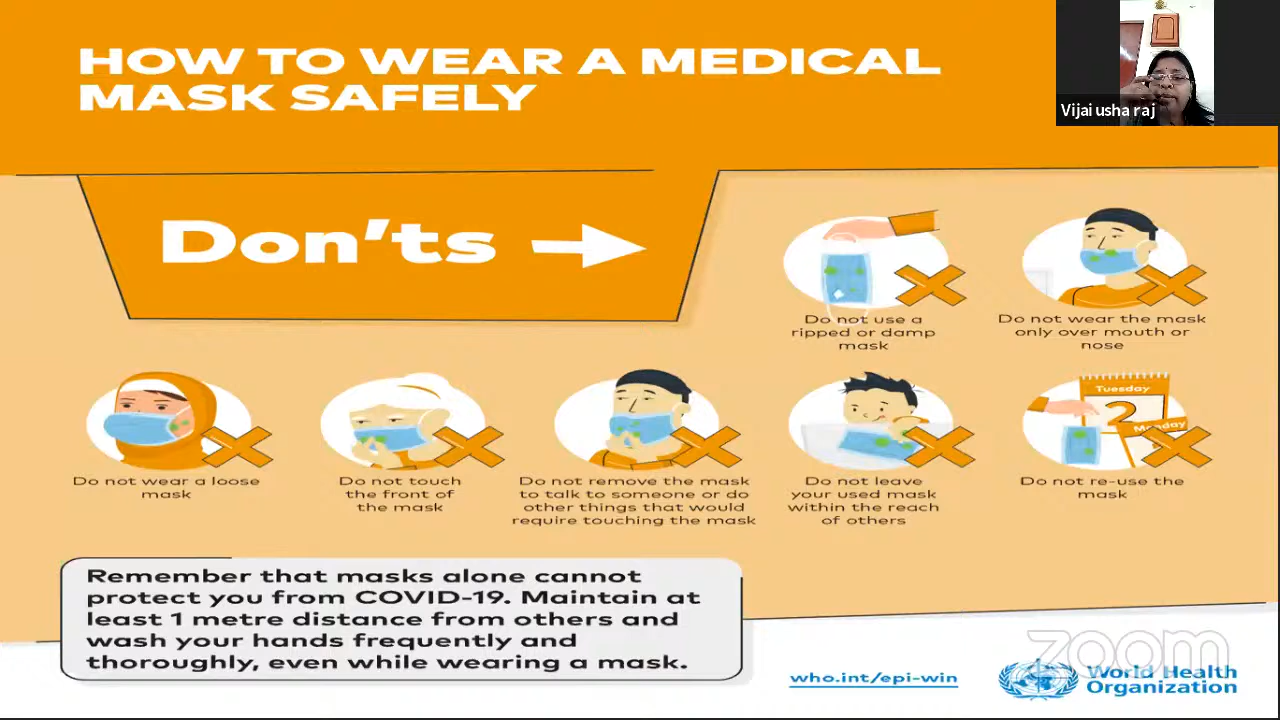 HOW TO WEAR A MEDICAL
MASK SAFELY
Vijai usha raj
Don'ts
Do not use a
ripped or damp
mask
Do not wear the mask
only over mouth or
nose
Do not wear a loose
mask
Do not touch
the front of
the mask
Do not remove the mask
to talk to someone or do
other things that would
require touching the mask
Do not leave
your used mask
within the reach
of others
Tuesday
2
Monday
Do not re-use the
mask
Remember that masks alone cannot
protect you from COVID-19. Maintain at
least 1 metre distance from others and
wash your hands frequently and
thoroughly, even while wearing a mask.
who.int/epi-win
zoom
World Health
Organization